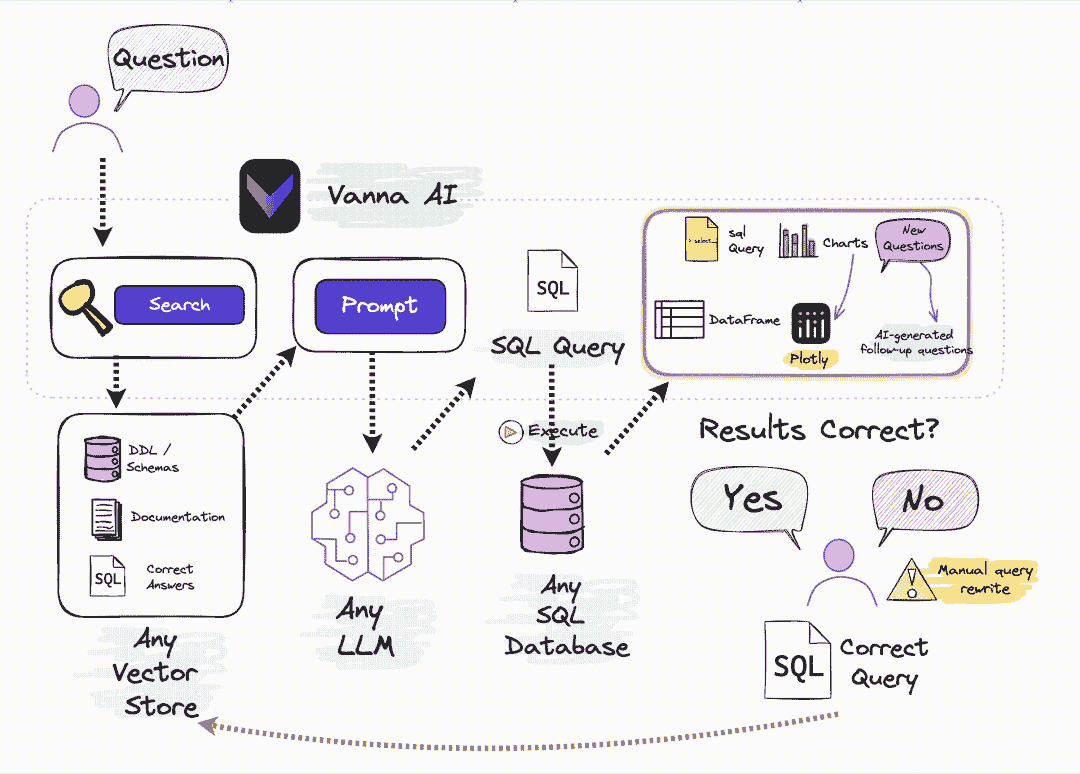 Question
Vanna AI
Search
Prompt
SQL
SQL Query
> select...
sql
Query
Charts
New
Questions
DataFrame
Plotly
AI-generated
follow-up questions
DDL /
Schemas
Documentation
SQL
Correct
Answers
Any
Vector
Store
Any
LLM
Execute
Any
SQL
Database
Results Correct?
Yes
No
Manual query
rewrite
SQL
Correct
Query